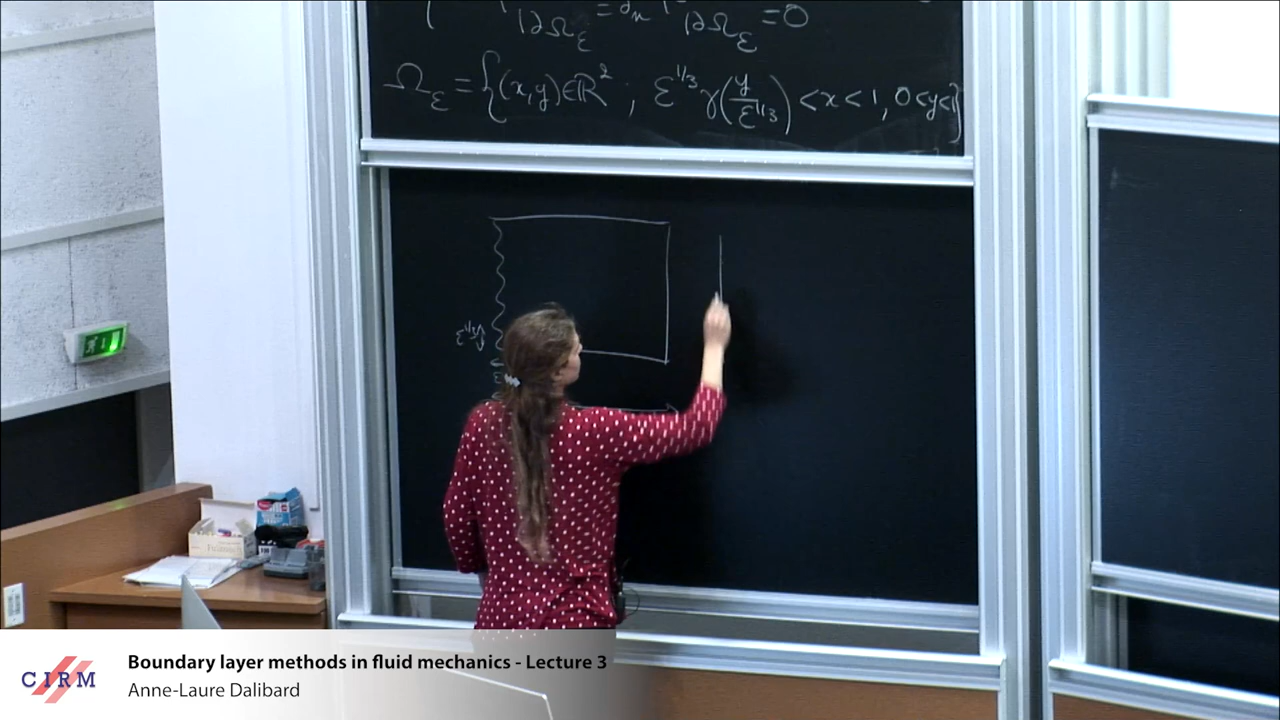 |∂Ω_ε = ∂_n |∂Ω_ε = 0
Ω_ε = {(x,y)∈ℝ² ; ε^{1/3} γ(y/ε^{1/3}) < x < 1, 0<y<1}
ε^{1/3}
CIRM
Boundary layer methods in fluid mechanics - Lecture 3
Anne-Laure Dalibard